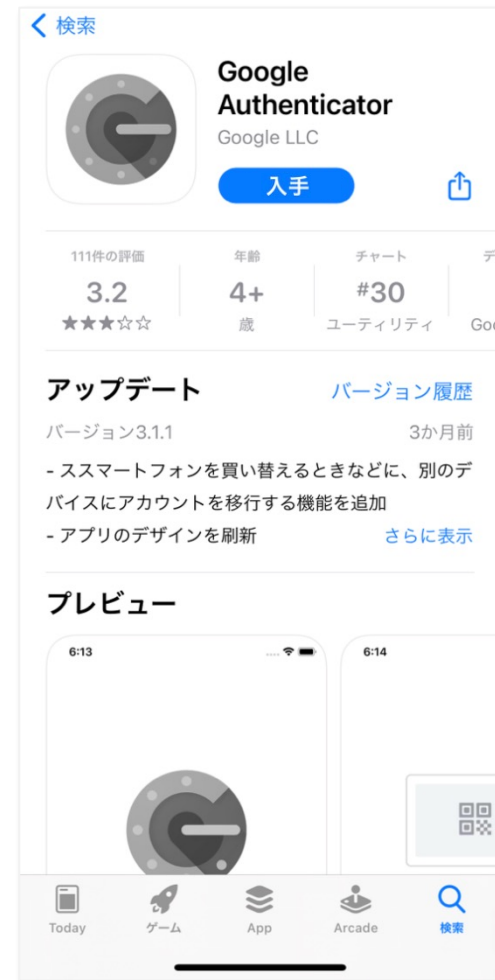 検索
Google
Authenticator
Google LLC
入手
111件の評価
年齢
チャート
デ
3.2
4+
#30
★★★☆☆
歳
ユーティリティ
Goo
アップデート
バージョン履歴
バージョン3.1.1
3か月前
- ススマートフォンを買い替えるときなどに、別のデ
バイスにアカウントを移行する機能を追加
- アプリのデザインを刷新
さらに表示
プレビュー
6:13
6:14
Today
ゲーム
App
Arcade
検索